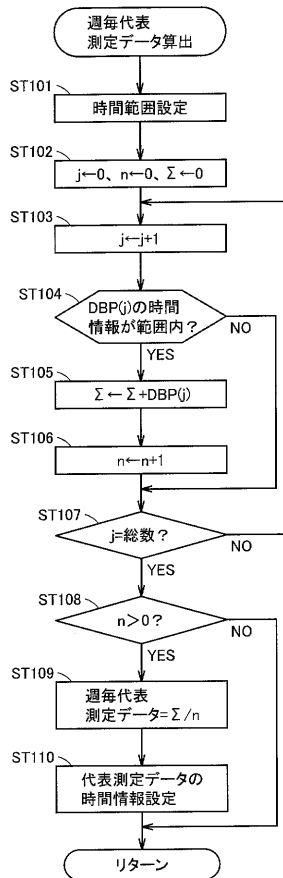 週毎代表
測定データ算出
ST101
時間範囲設定
ST102
j←0、n←0、Σ←0
ST103
j←j+1
ST104
DBP(j)の時間
情報が範囲内？
NO
YES
ST105
Σ←Σ+DBP(j)
ST106
n←n+1
ST107
j=総数？
NO
YES
ST108
n>0？
NO
YES
ST109
週毎代表
測定データ=Σ/n
ST110
代表測定データの
時間情報設定
リターン